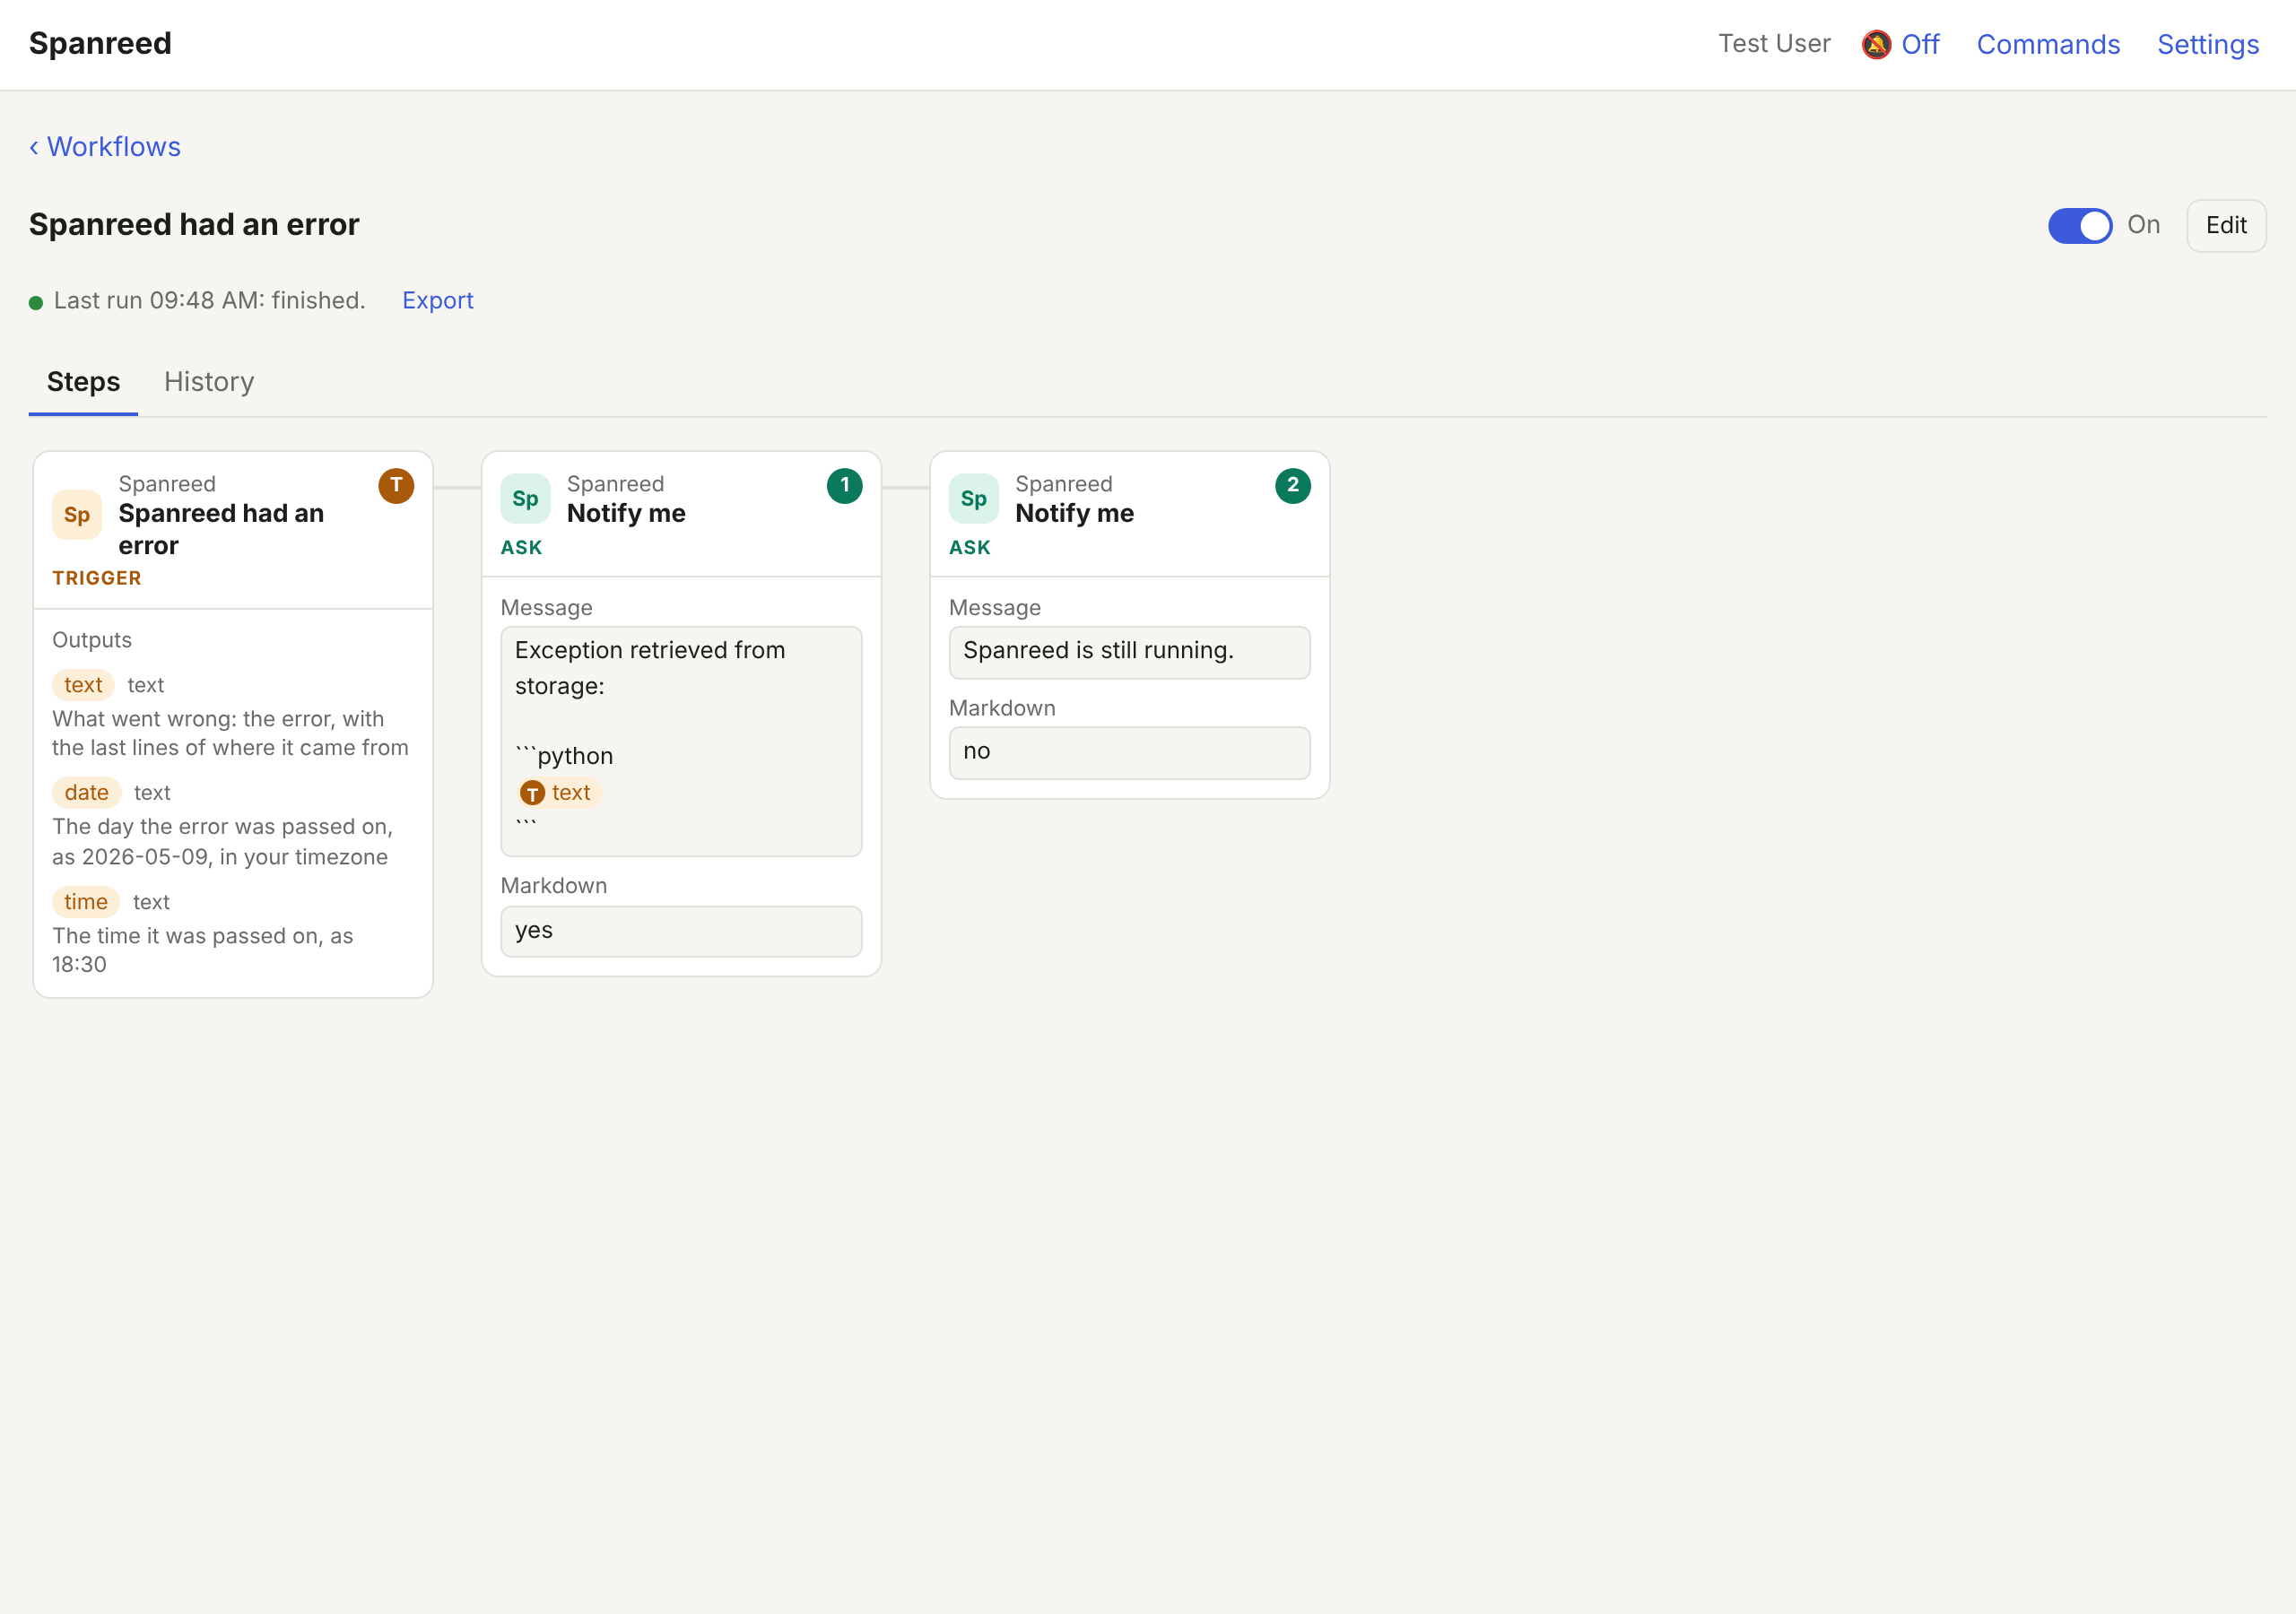 Spanreed
Test User
Off
Commands
Settings
‹ Workflows
Spanreed had an error
On
Edit
Last run 09:48 AM: finished.
Export
Steps
History
Sp
Spanreed
Spanreed had an
error
T
TRIGGER
Outputs
text text
What went wrong: the error, with
the last lines of where it came from
date text
The day the error was passed on,
as 2026-05-09, in your timezone
time text
The time it was passed on, as
18:30
Sp
Spanreed
Notify me
1
ASK
Message
Exception retrieved from
storage:
```python
T text
```
Markdown
yes
Sp
Spanreed
Notify me
2
ASK
Message
Spanreed is still running.
Markdown
no